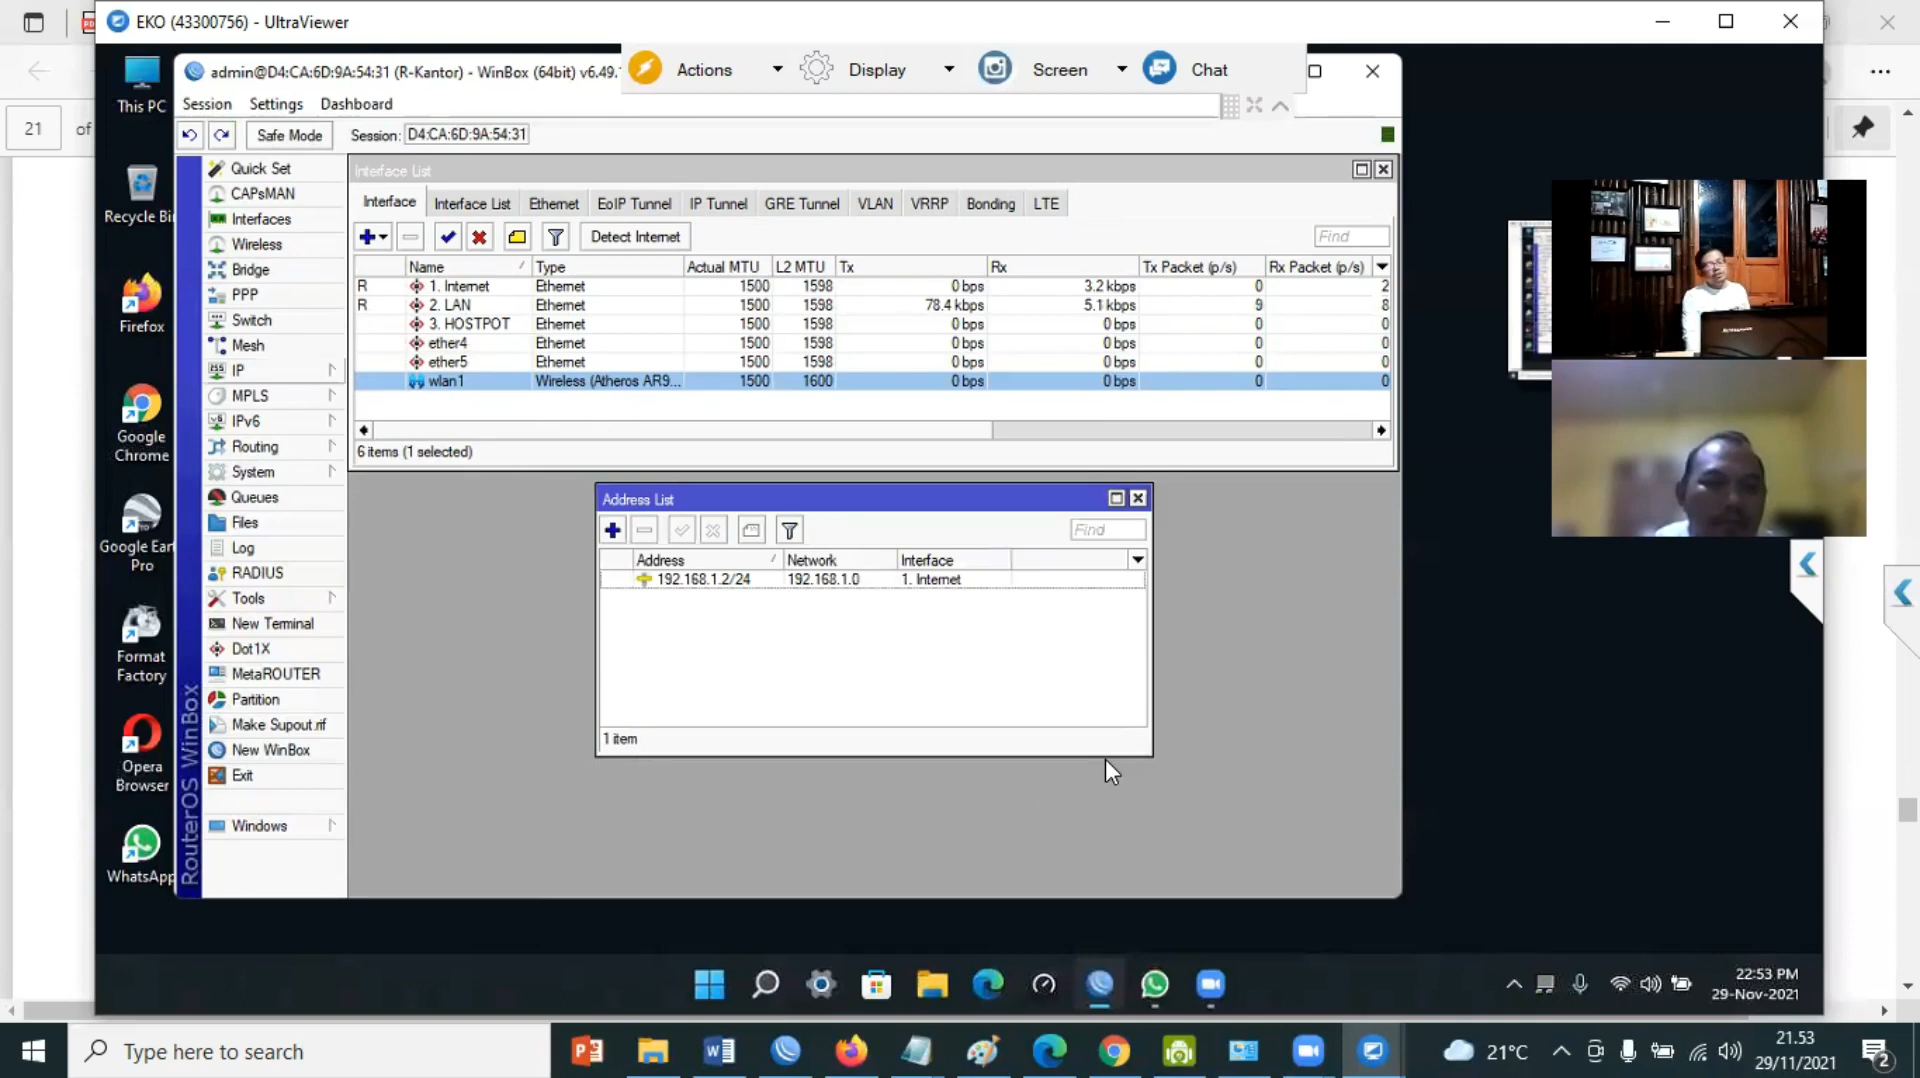 EKO (43300756) - UltraViewer
21
of
This PC
Recycle Bi
Firefox
Google
Chrome
Google Ear
Pro
Format
Factory
Opera
Browser
WhatsApp
admin@D4:CA:6D:9A:54:31 (R-Kantor) - WinBox (64bit) v6.49.
Actions
Display
Screen
Chat
Session Settings Dashboard
Safe Mode Session: D4:CA:6D:9A:54:31
Quick Set
CAPsMAN
Interfaces
Wireless
Bridge
PPP
Switch
Mesh
IP
MPLS
IPv6
Routing
System
Queues
Files
Log
RADIUS
Tools
New Terminal
Dot1X
MetaROUTER
Partition
Make Supout.rif
New WinBox
Exit
Windows
RouterOS WinBox
Interface List
Interface Interface List Ethernet EoIP Tunnel IP Tunnel GRE Tunnel VLAN VRRP Bonding LTE
Detect Internet Find
Name Type Actual MTU L2 MTU Tx Rx Tx Packet (p/s) Rx Packet (p/s)
R 1. Internet Ethernet 1500 1598 0 bps 3.2 kbps 0 2
R 2. LAN Ethernet 1500 1598 78.4 kbps 5.1 kbps 9 8
3. HOSTPOT Ethernet 1500 1598 0 bps 0 bps 0 0
ether4 Ethernet 1500 1598 0 bps 0 bps 0 0
ether5 Ethernet 1500 1598 0 bps 0 bps 0 0
wlan1 Wireless (Atheros AR9... 1500 1600 0 bps 0 bps 0 0
6 items (1 selected)
Address List
Find
Address Network Interface
192.168.1.2/24 192.168.1.0 1. Internet
1 item
22:53 PM
29-Nov-2021
Type here to search
21°C
21.53
29/11/2021
2